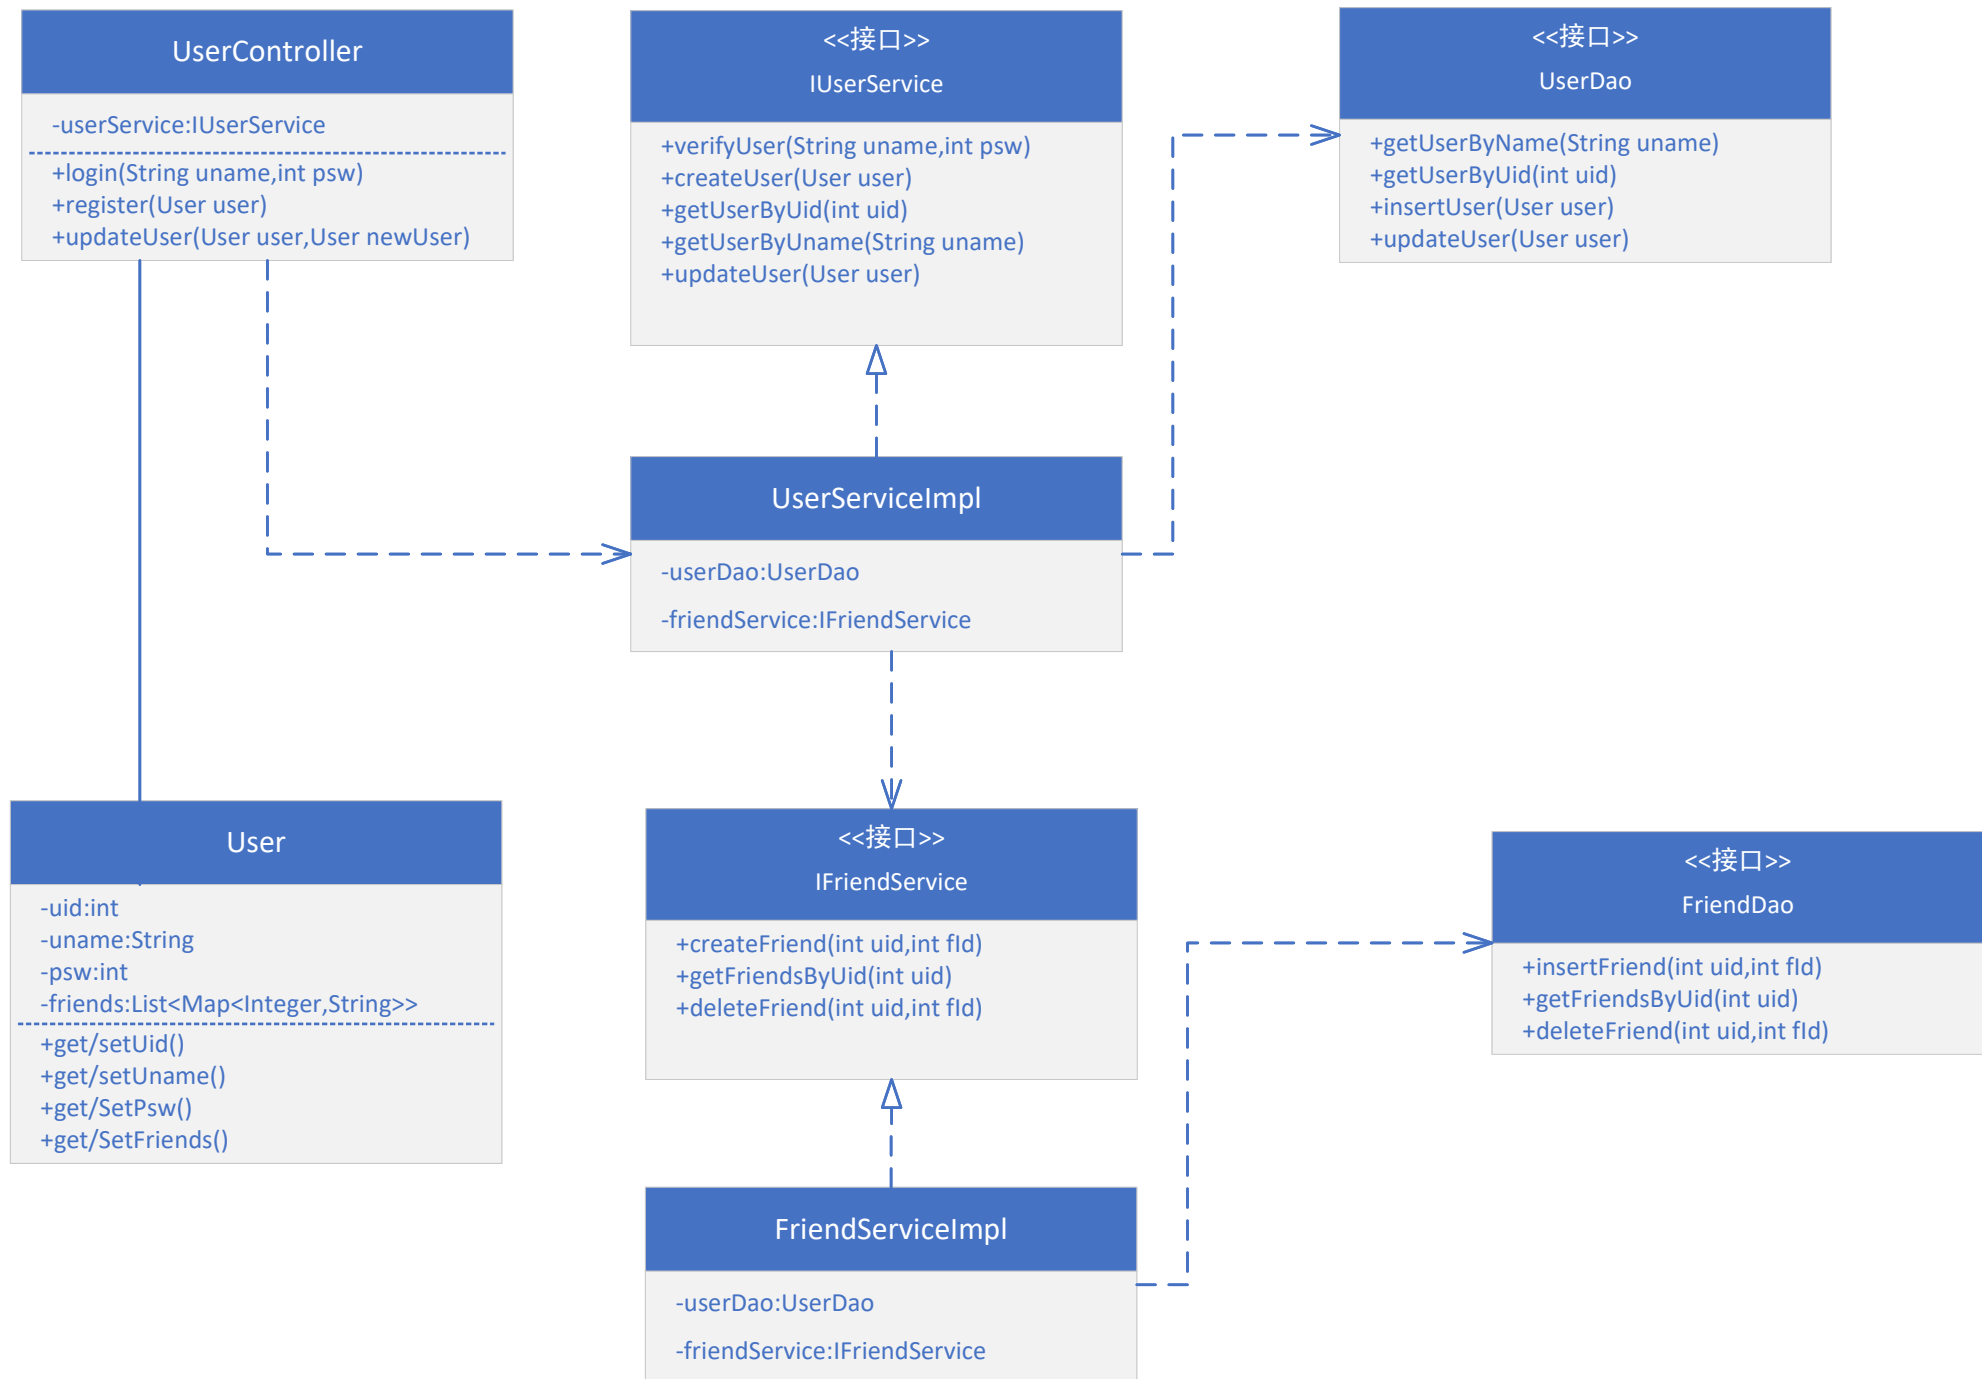 UserController
-userService:IUserService
+login(String uname,int psw)
+register(User user)
+updateUser(User user,User newUser)
<<接口>>
IUserService
+verifyUser(String uname,int psw)
+createUser(User user)
+getUserByUid(int uid)
+getUserByUname(String uname)
+updateUser(User user)
<<接口>>
UserDao
+getUserByName(String uname)
+getUserByUid(int uid)
+insertUser(User user)
+updateUser(User user)
UserServiceImpl
-userDao:UserDao
-friendService:IFriendService
User
-uid:int
-uname:String
-psw:int
-friends:List<Map<Integer,String>>
+get/setUid()
+get/setUname()
+get/SetPsw()
+get/SetFriends()
<<接口>>
IFriendService
+createFriend(int uid,int fId)
+getFriendsByUid(int uid)
+deleteFriend(int uid,int fId)
<<接口>>
FriendDao
+insertFriend(int uid,int fId)
+getFriendsByUid(int uid)
+deleteFriend(int uid,int fId)
FriendServiceImpl
-userDao:UserDao
-friendService:IFriendService